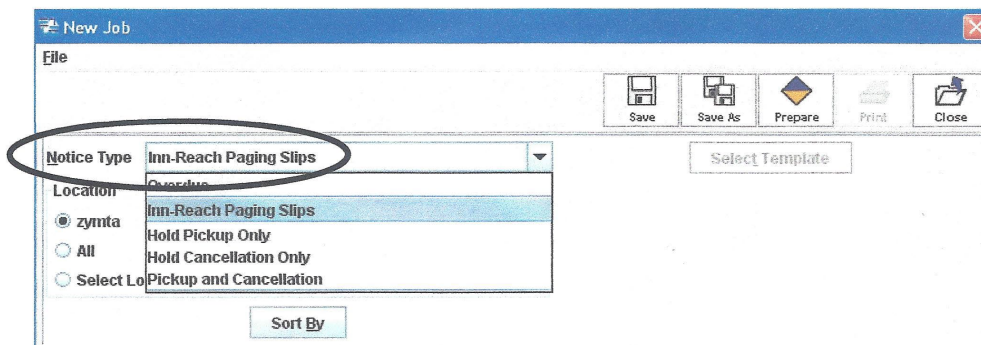 New Job
File
Save Save As Prepare Print Close
Notice Type Inn-Reach Paging Slips Select Template
Overdue
Location
Inn-Reach Paging Slips
zymta
Hold Pickup Only
All
Hold Cancellation Only
Select Lo Pickup and Cancellation
Sort By